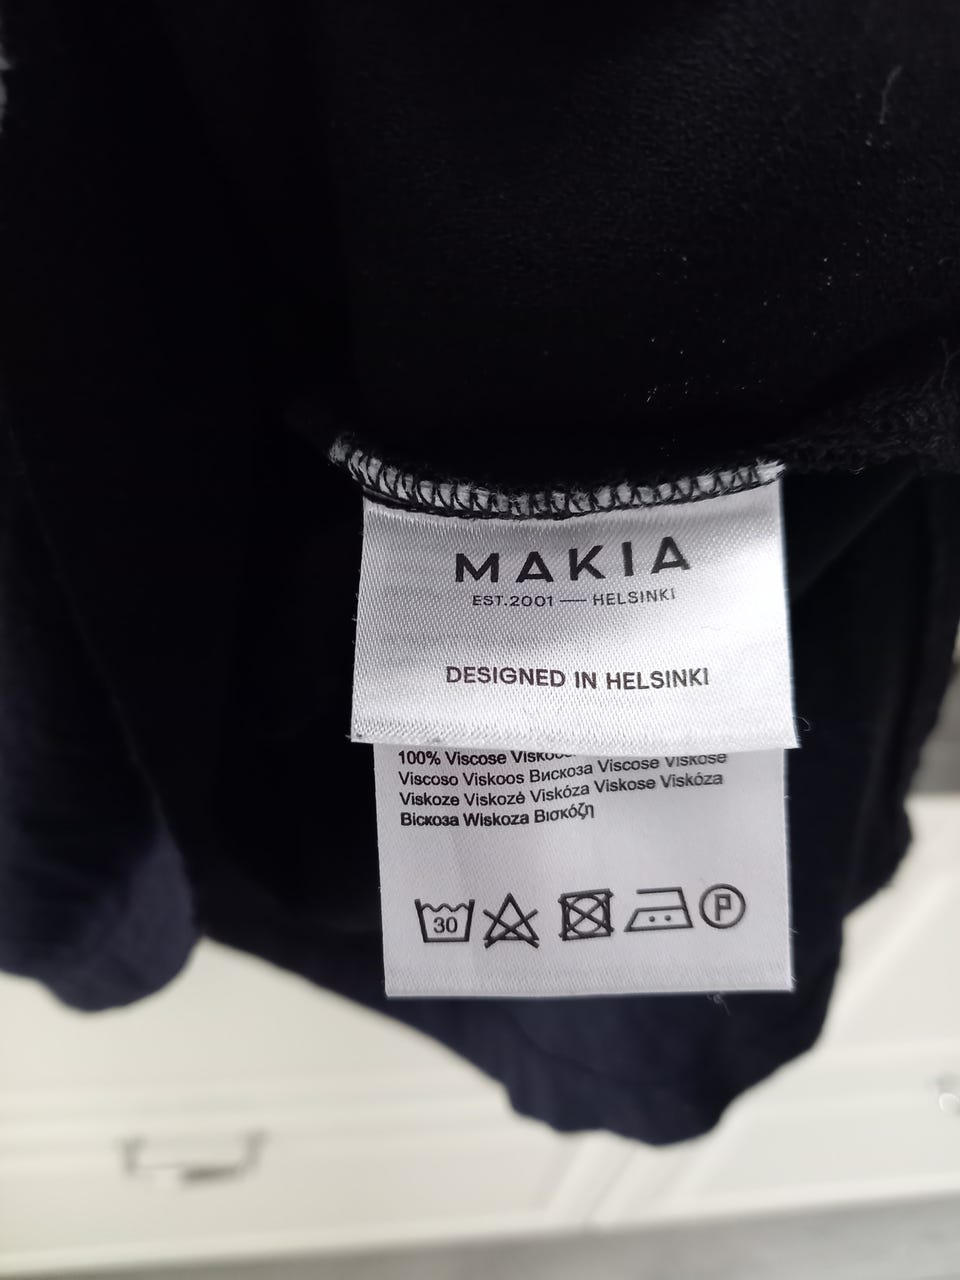 MAKIA
EST.2001 — HELSINKI
DESIGNED IN HELSINKI
100% Viscose
Viscoso Viskoos Вискоза Viscose Viskose
Viskoze Viskozė Viskóza Viskose Viskóza
Віскоза Wiskoza Βισκόζη
30
P